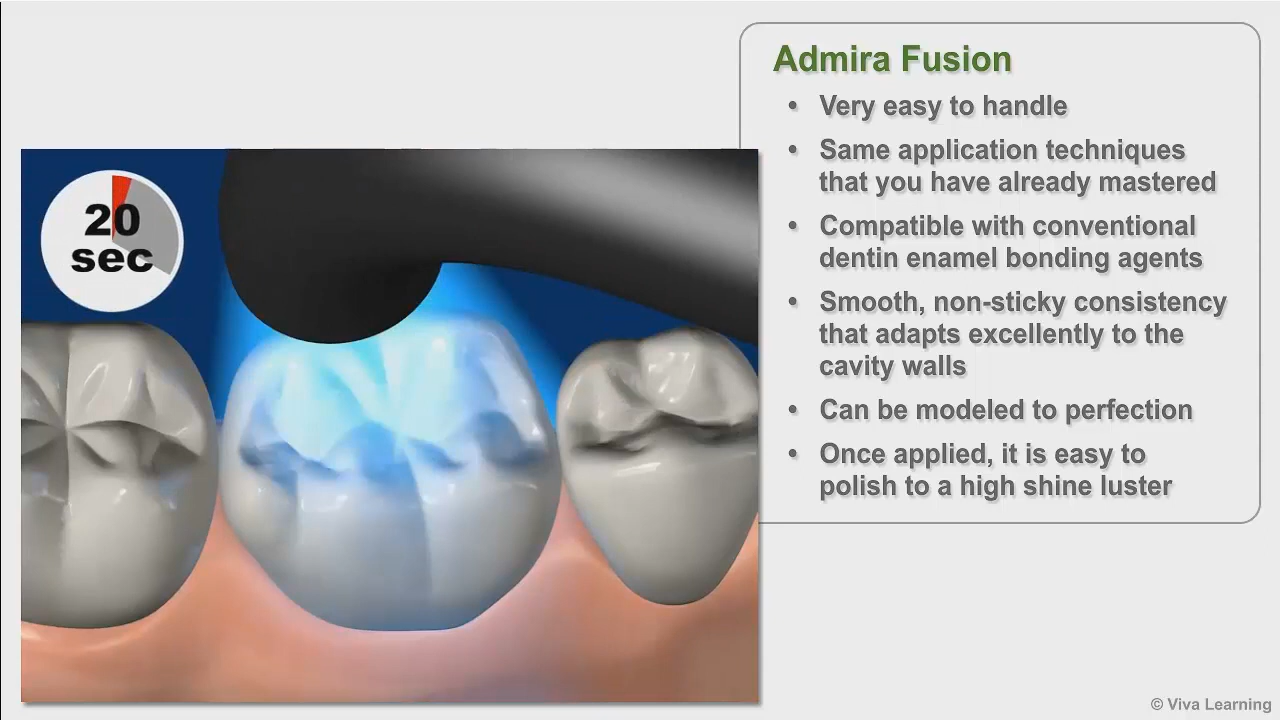 20
sec
Admira Fusion
• Very easy to handle
• Same application techniques
that you have already mastered
• Compatible with conventional
dentin enamel bonding agents
• Smooth, non-sticky consistency
that adapts excellently to the
cavity walls
• Can be modeled to perfection
• Once applied, it is easy to
polish to a high shine luster
© Viva Learning